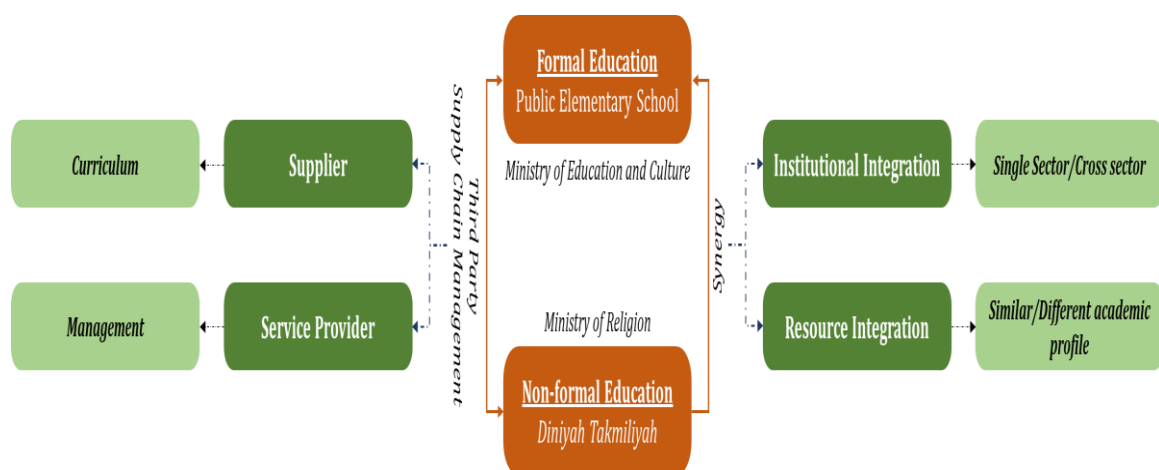 Formal Education
Public Elementary School
Ministry of Education and Culture
Curriculum
Supplier
Third Party
Supply Chain Management
Synergy
Institutional Integration
Single Sector/Cross sector
Management
Service Provider
Ministry of Religion
Resource Integration
Similar/Different academic
profile
Non-formal Education
Diniyah Takmiliyah